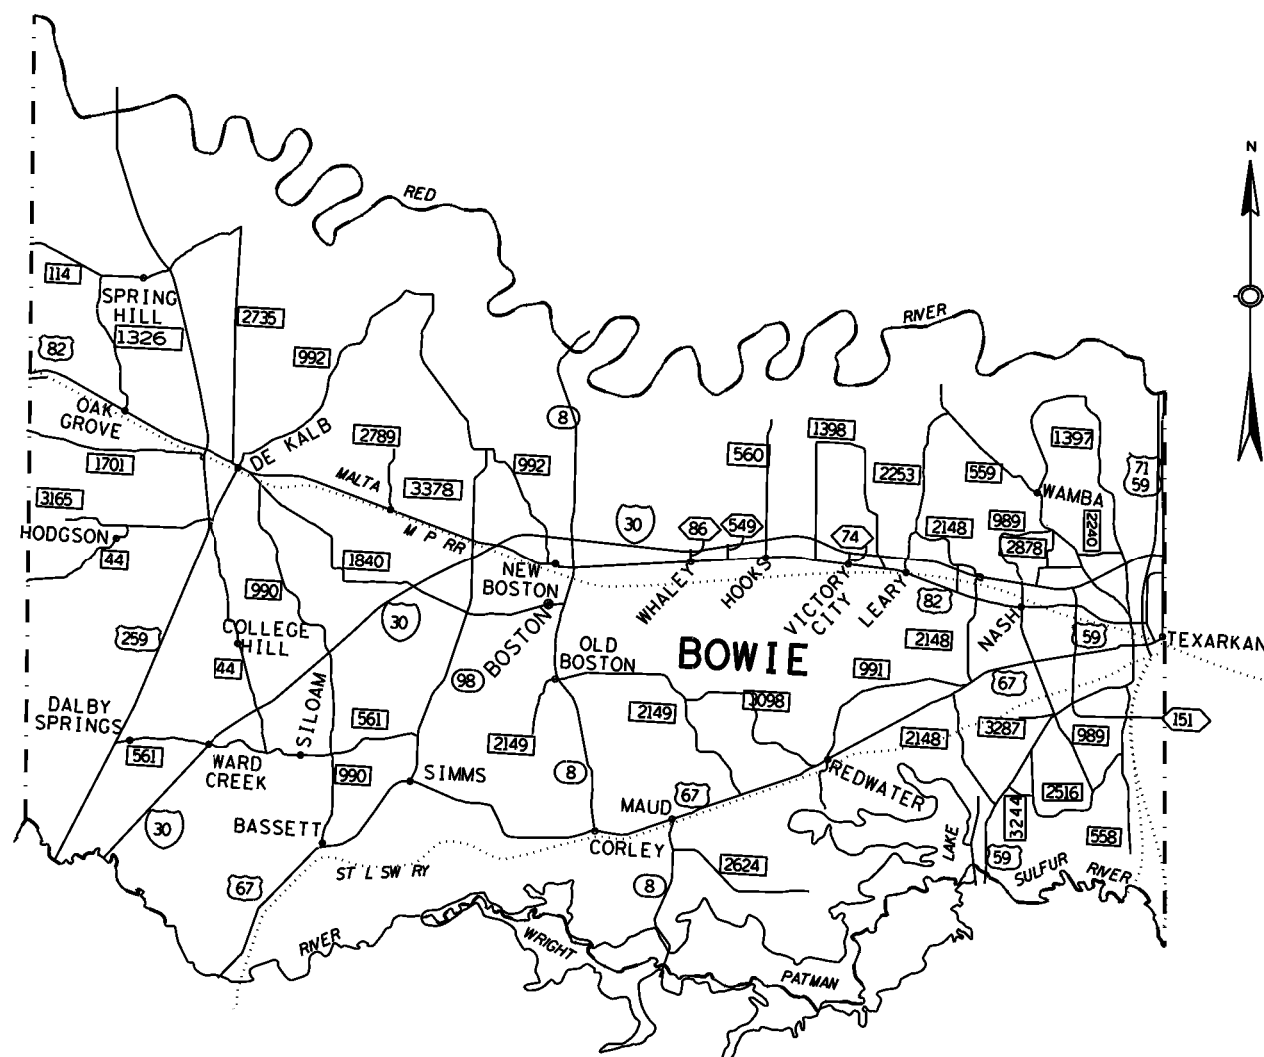 N
RED
RIVER
114
SPRING
HILL
1326
2735
82
992
OAK
GROVE
DE KALB
8
2789
992
1398
560
1397
71
59
2253
559
WAMBA
1701
MALTA
3378
3165
HODGSON
44
M P RR
30
86
549
74
2148
989
2240
2878
1840
NEW
BOSTON
WHALEY
HOOKS
VICTORY
CITY
LEARY
82
NASH
990
30
BOSTON
259
COLLEGE
HILL
44
OLD
BOSTON
BOWIE
2148
59
TEXARKAN
98
991
67
DALBY
SPRINGS
SILOAM
561
2149
3098
151
561
2149
3287
2148
989
WARD
CREEK
990
SIMMS
8
REDWATER
MAUD
67
2516
30
BASSETT
3244
558
CORLEY
LAKE
59
SULFUR
RIVER
ST L SW RY
67
8
2624
RIVER
WRIGHT
PATMAN